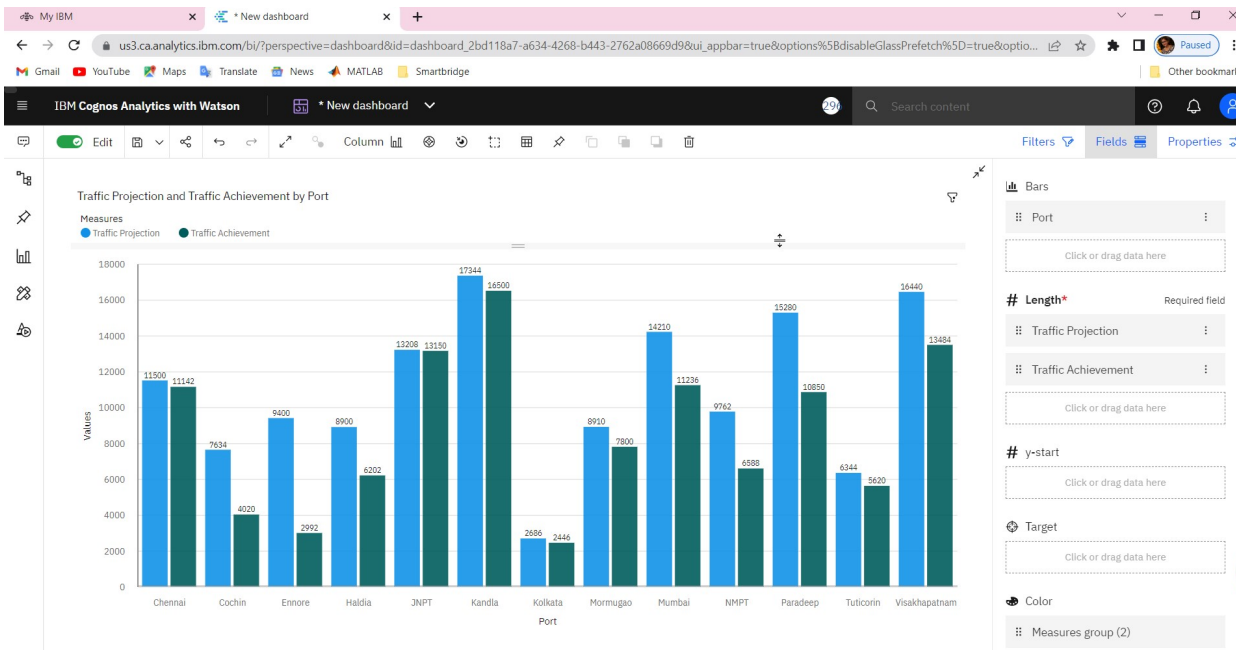 My IBM
* New dashboard
us3.ca.analytics.ibm.com/bi/?perspective=dashboard&id=dashboard_2bd118a7-a634-4268-b443-2762a08669d9&ui_appbar=true&options%5BdisableGlassPrefetch%5D=true&optio...
Paused
Gmail YouTube Maps Translate News MATLAB Smartbridge
Other bookmar
IBM Cognos Analytics with Watson * New dashboard 296 Search content
Edit Column Filters Fields Properties
Traffic Projection and Traffic Achievement by Port
Measures
Traffic Projection Traffic Achievement
18000
16000
14000
12000
10000
8000
6000
4000
2000
0
Values
11500 11142
7634 4020
9400 2992
8900 6202
13208 13150
17344 16500
2686 2446
8910 7800
14210 11236
9762 6588
15280 10850
6344 5620
16440 13484
Chennai Cochin Ennore Haldia JNPT Kandla Kolkata Mormugao Mumbai NMPT Paradeep Tuticorin Visakhapatnam
Port
Bars
Port
Click or drag data here
# Length* Required field
Traffic Projection
Traffic Achievement
Click or drag data here
# y-start
Click or drag data here
Target
Click or drag data here
Color
Measures group (2)